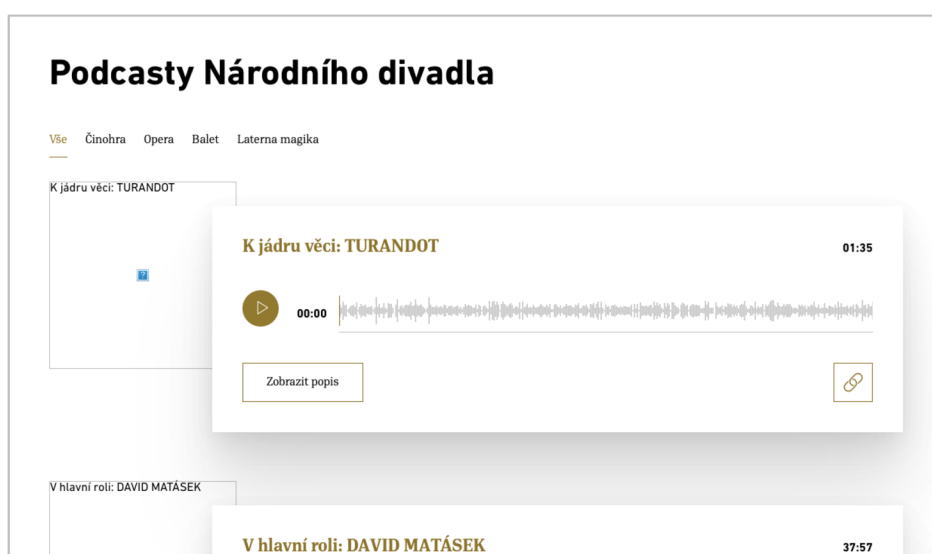 Podcasty Národního divadla
Vše Činohra Opera Balet Laterna magika
K jádru věci: TURANDOT
K jádru věci: TURANDOT 01:35
00:00
Zobrazit popis
V hlavní roli: DAVID MATÁSEK
V hlavní roli: DAVID MATÁSEK 37:57